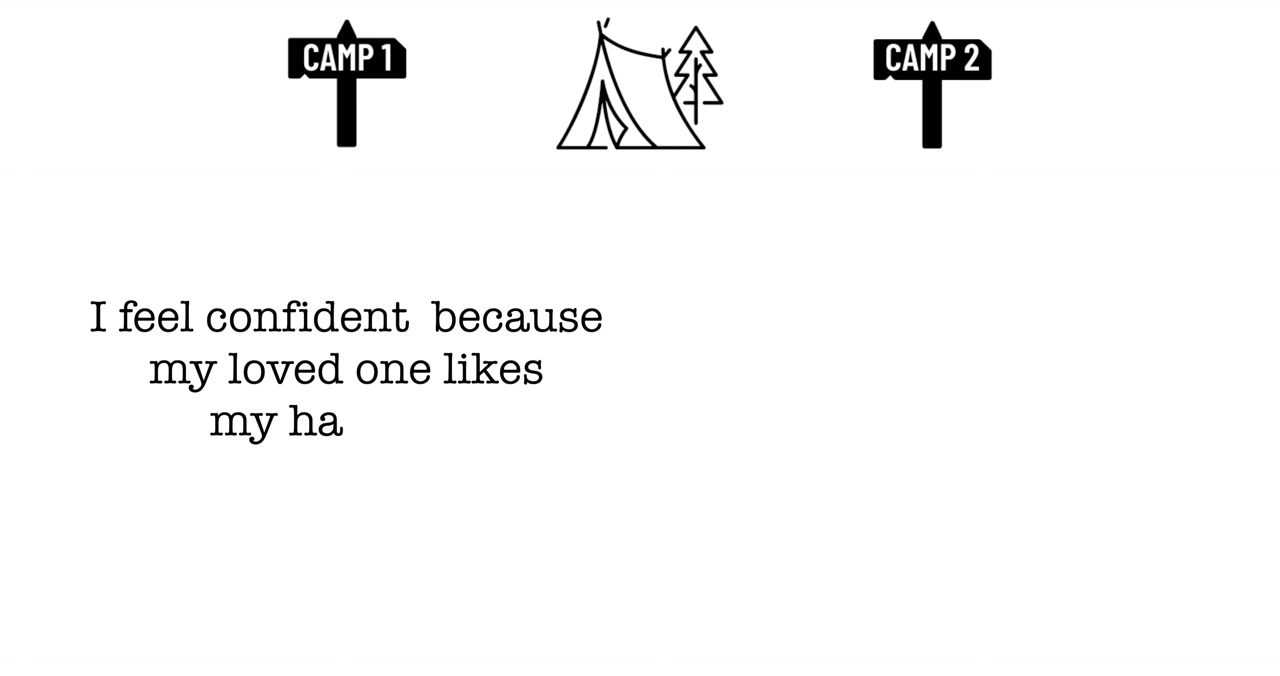 CAMP 1
CAMP 2
I feel confident  because
my loved one likes
my ha